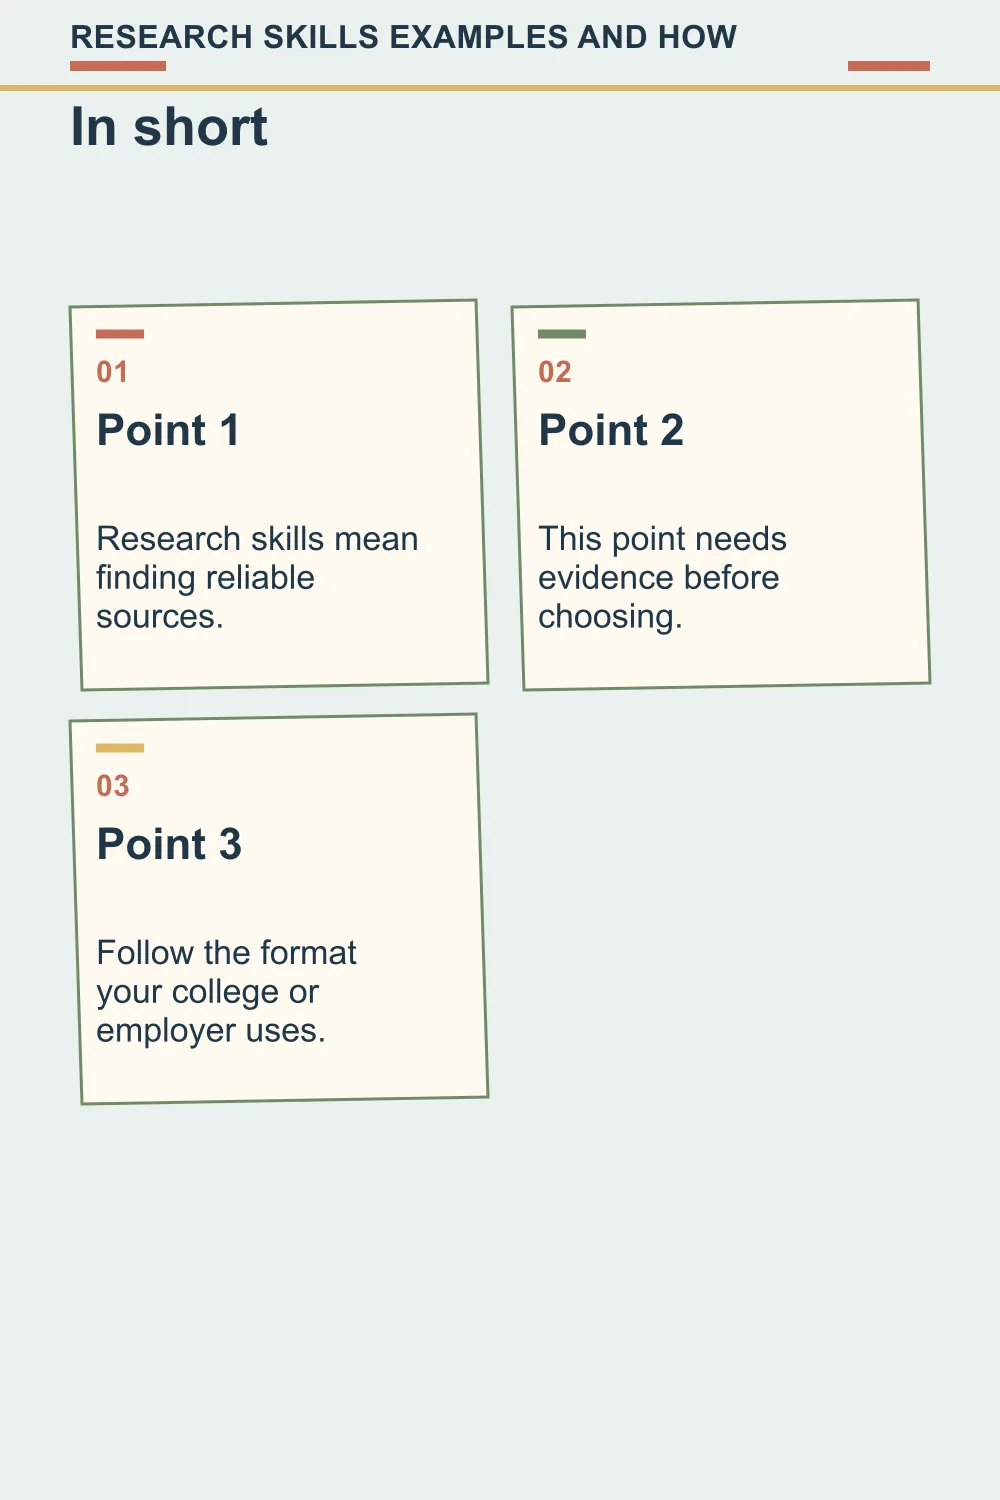 RESEARCH SKILLS EXAMPLES AND HOW
In short
01
Point 1
Research skills mean
finding reliable
sources.
02
Point 2
This point needs
evidence before
choosing.
03
Point 3
Follow the format
your college or
employer uses.